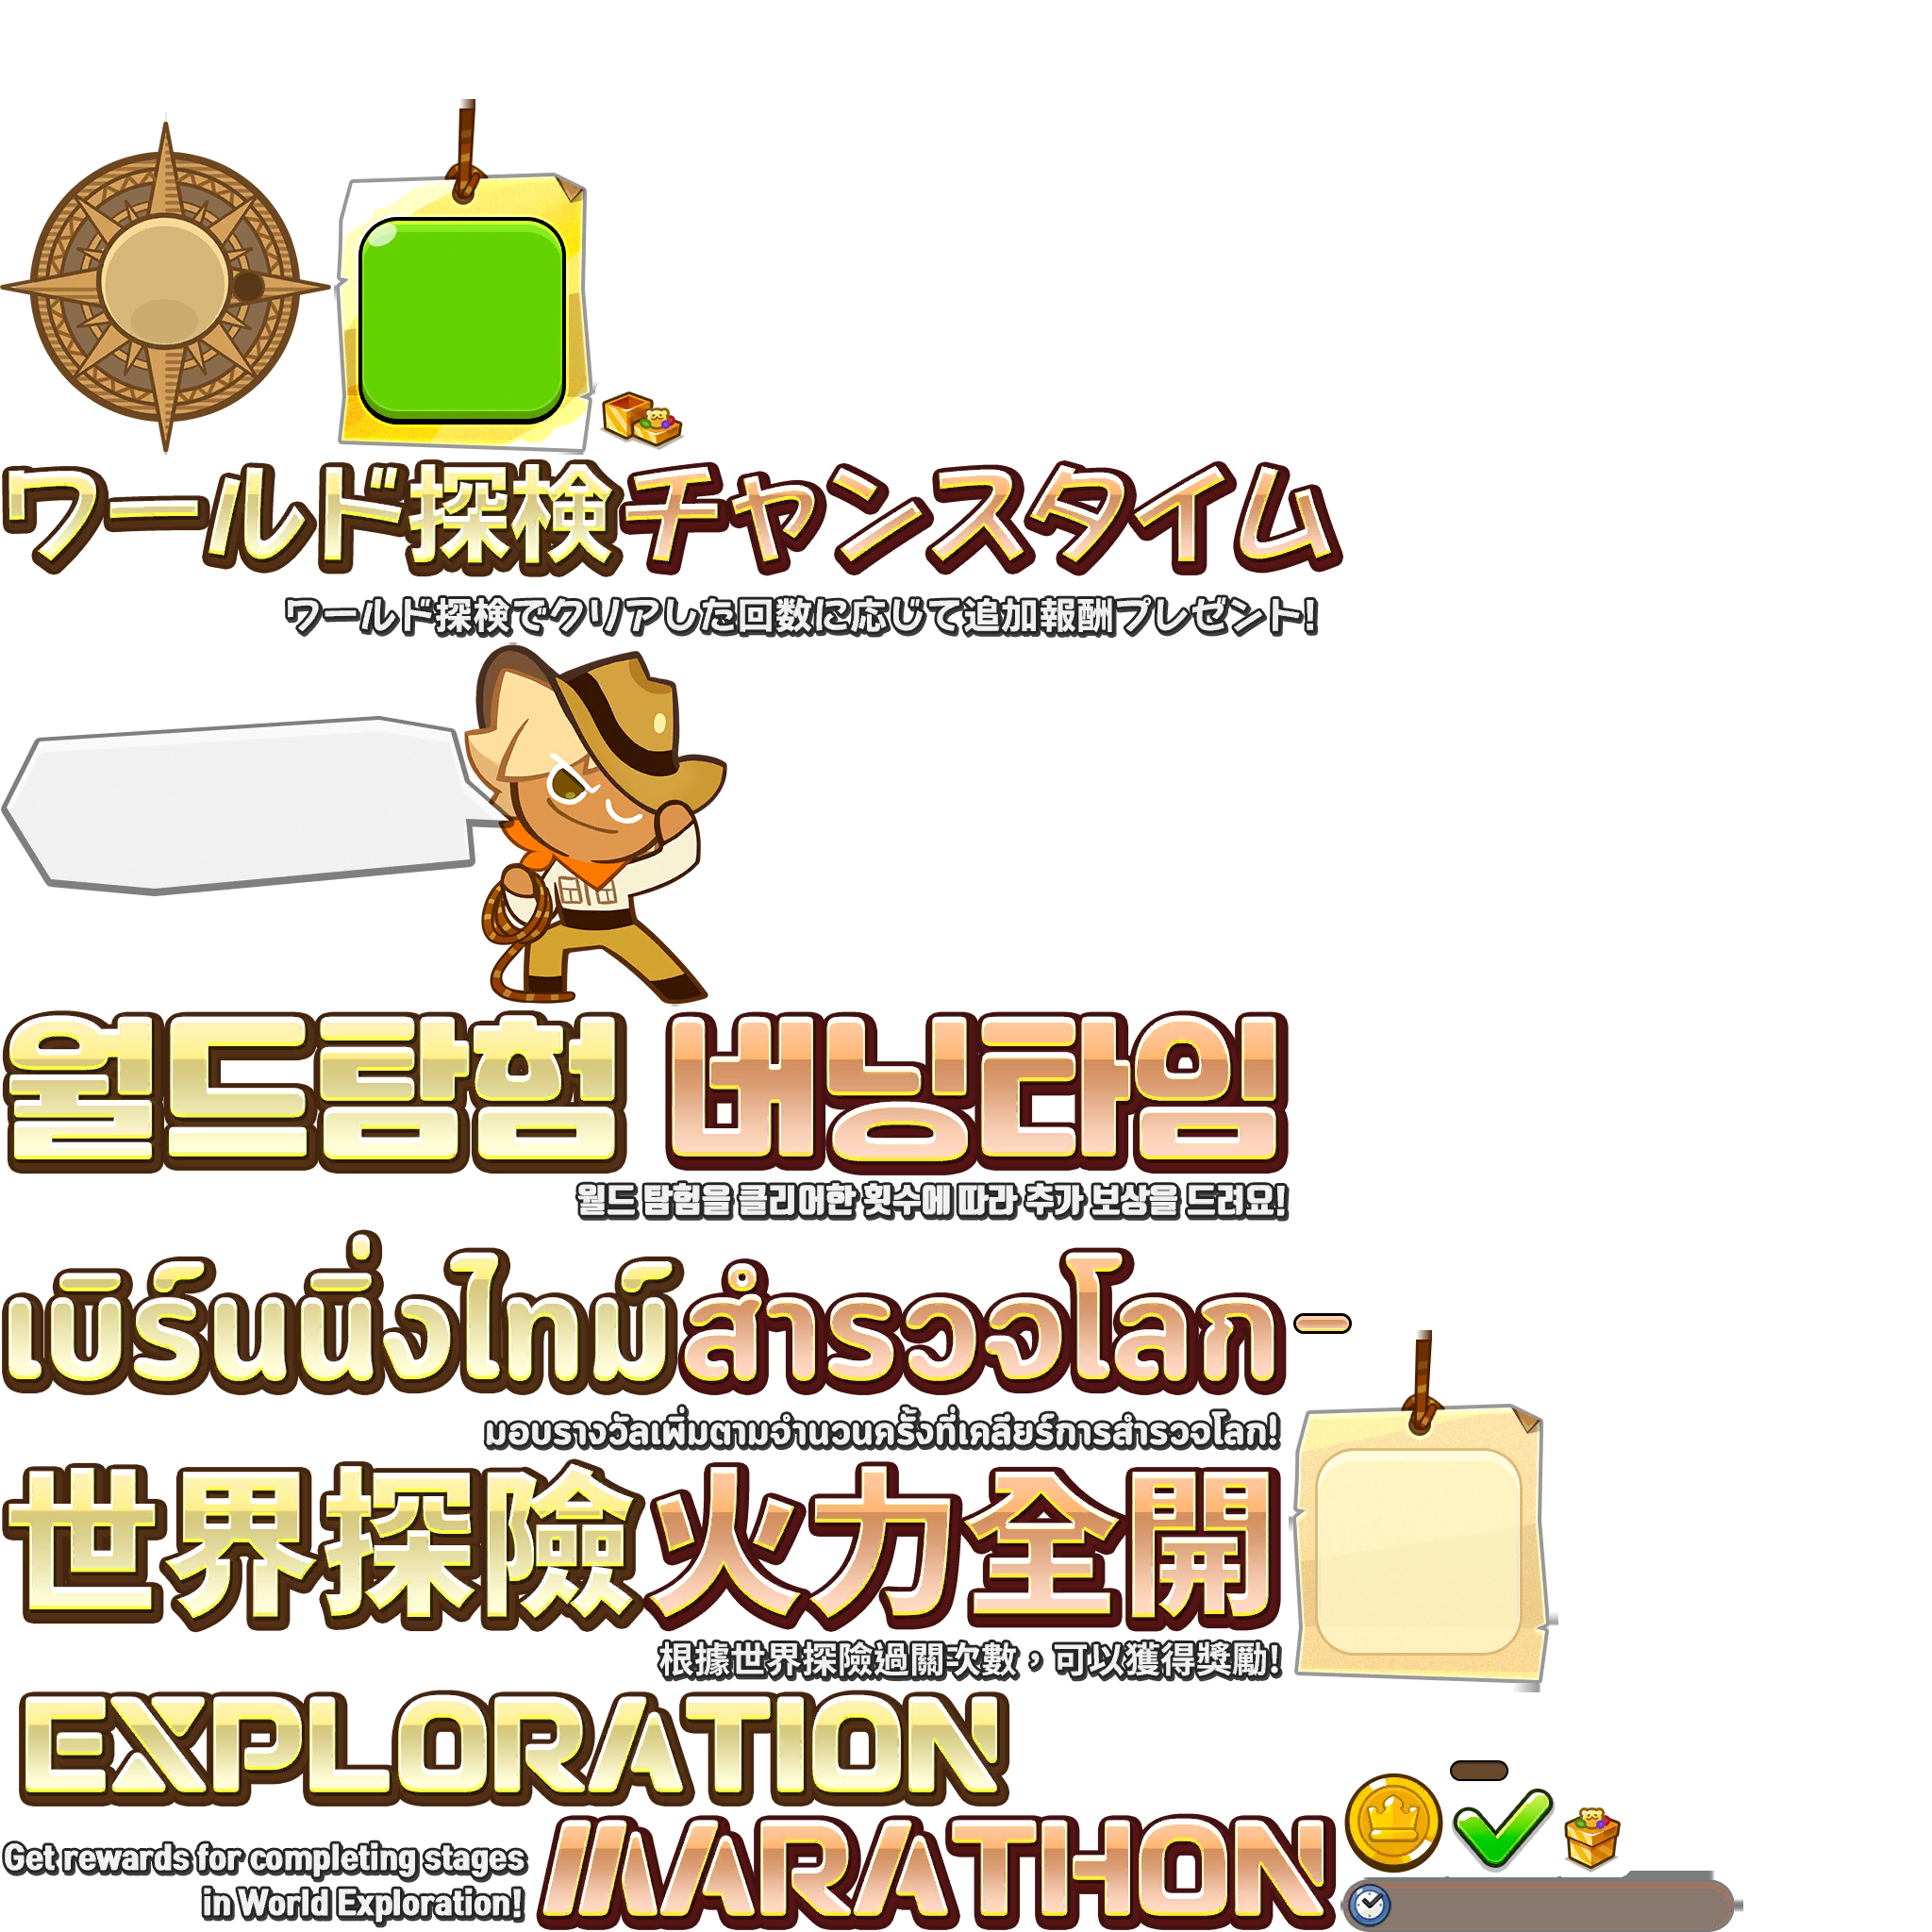 ワールド探検チャンスタイム
ワールド探検でクリアした回数に応じて追加報酬プレゼント!
월드탐험 버닝타임
월드 탐험을 클리어한 횟수에 따라 추가 보상을 드려요!
เบิร์นนิ่งไทม์สำรวจโลก
มอบรางวัลเพิ่มตามจำนวนครั้งที่เคลียร์การสำรวจโลก!
世界探險火力全開
根據世界探險過關次數，可以獲得獎勵!
EXPLORATION
MARATHON
Get rewards for completing stages
in World Exploration!